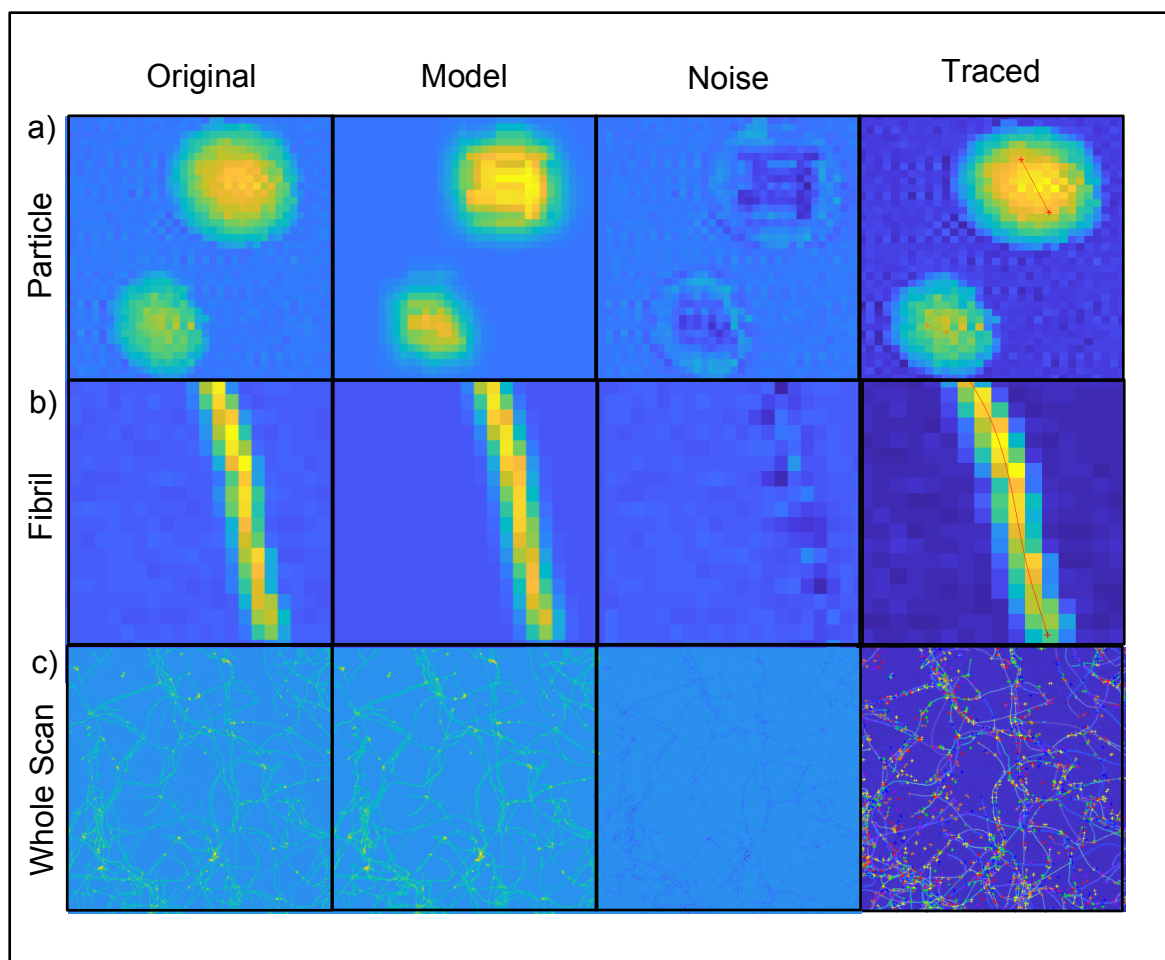 Original Model Noise Traced
a)
Particle
b)
Fibril
c)
Whole Scan